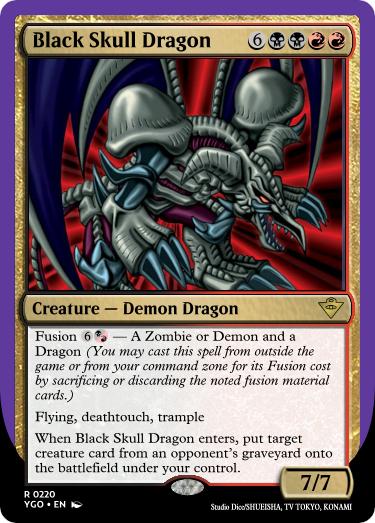 Black Skull Dragon 6
Creature — Demon Dragon
Fusion 6 — A Zombie or Demon and a
Dragon (You may cast this spell from outside the
game or from your command zone for its Fusion cost
by sacrificing or discarding the noted fusion material
cards.)
Flying, deathtouch, trample
When Black Skull Dragon enters, put target
creature card from an opponent's graveyard onto
the battlefield under your control.
7/7
R 0220
YGO • EN
Studio Dice/SHUEISHA, TV TOKYO, KONAMI